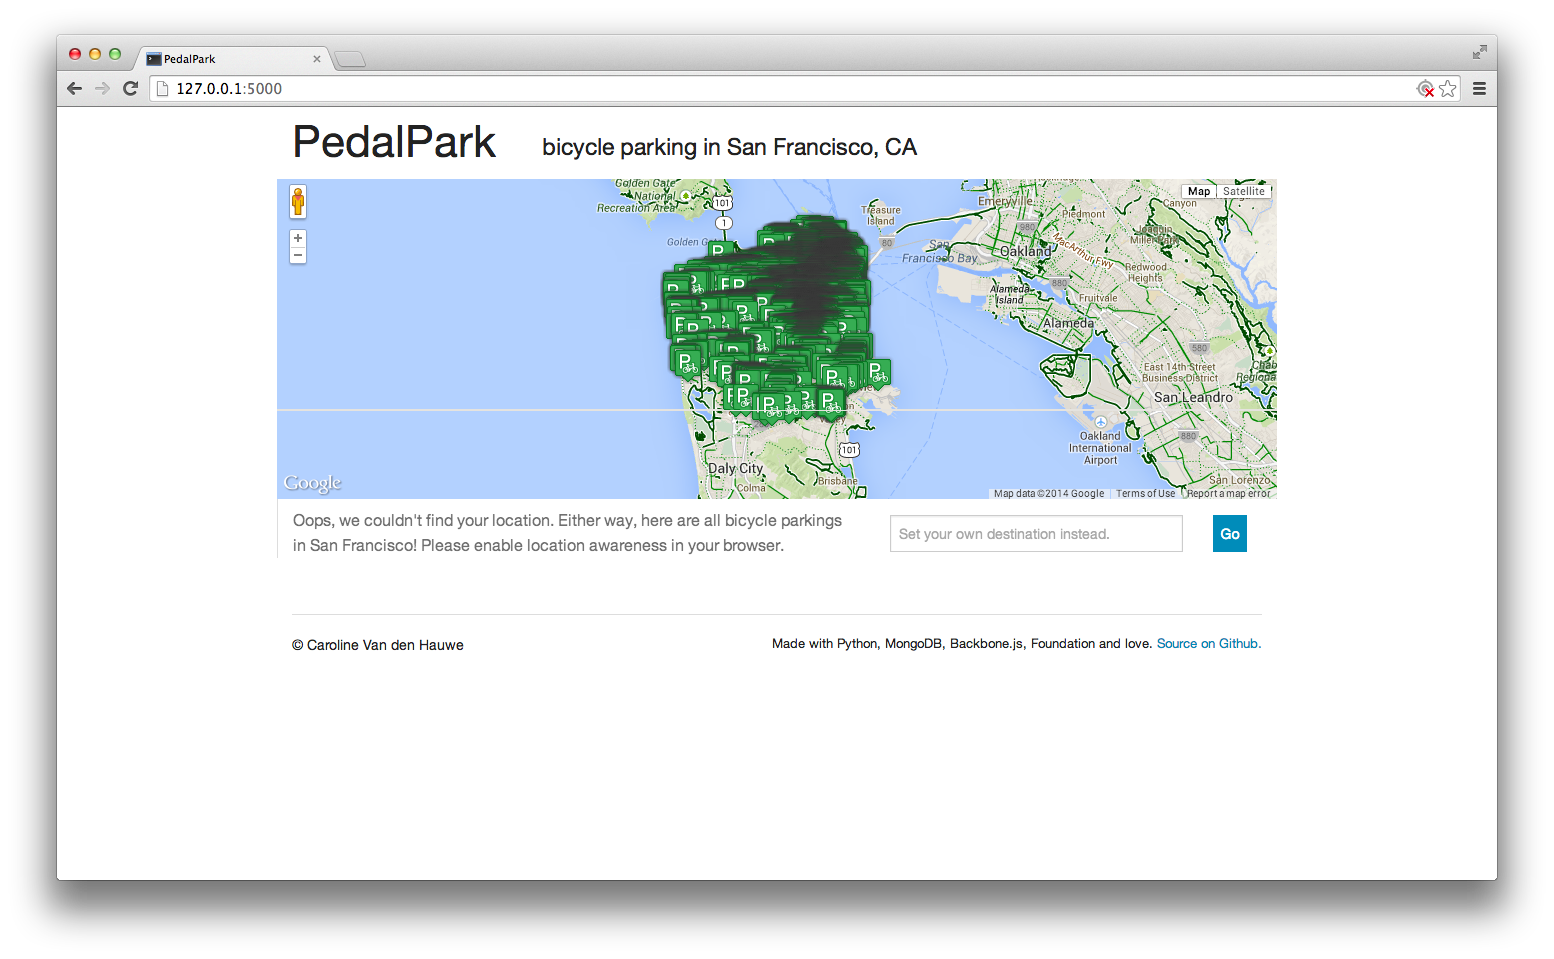 PedalPark
127.0.0.1:5000
PedalPark
bicycle parking in San Francisco, CA
Golden Gate
National
Recreation Area
101
1
Treasure
Island
80
San
Francisco Bay
Emeryville
980
Piedmont
Canyon
Map
Satellite
Joaquin
Miller Park
MacArthur Fwy
Oakland
Redwood
Heights
880
Alameda
Island
Fruitvale
Alameda
580
East 14th Street
Business District
San Leandro
Oakland
International
Airport
880
San Lorenzo
Daly City
Colma
Brisbane
101
Google
Map data ©2014 Google
Terms of Use
Report a map error
Oops, we couldn't find your location. Either way, here are all bicycle parkings
in San Francisco! Please enable location awareness in your browser.
Set your own destination instead.
Go
© Caroline Van den Hauwe
Made with Python, MongoDB, Backbone.js, Foundation and love. Source on Github.